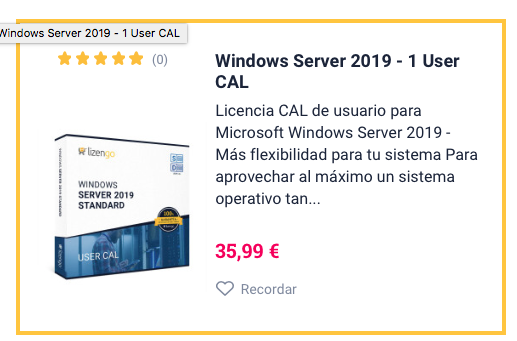 Windows Server 2019 - 1 User CAL
(0)
Windows Server 2019 - 1 User
CAL
Licencia CAL de usuario para
Microsoft Windows Server 2019 -
Más flexibilidad para tu sistema Para
aprovechar al máximo un sistema
operativo tan...
lizengo
WINDOWS
SERVER 2019
STANDARD
100%
USER CAL
35,99 €
Recordar